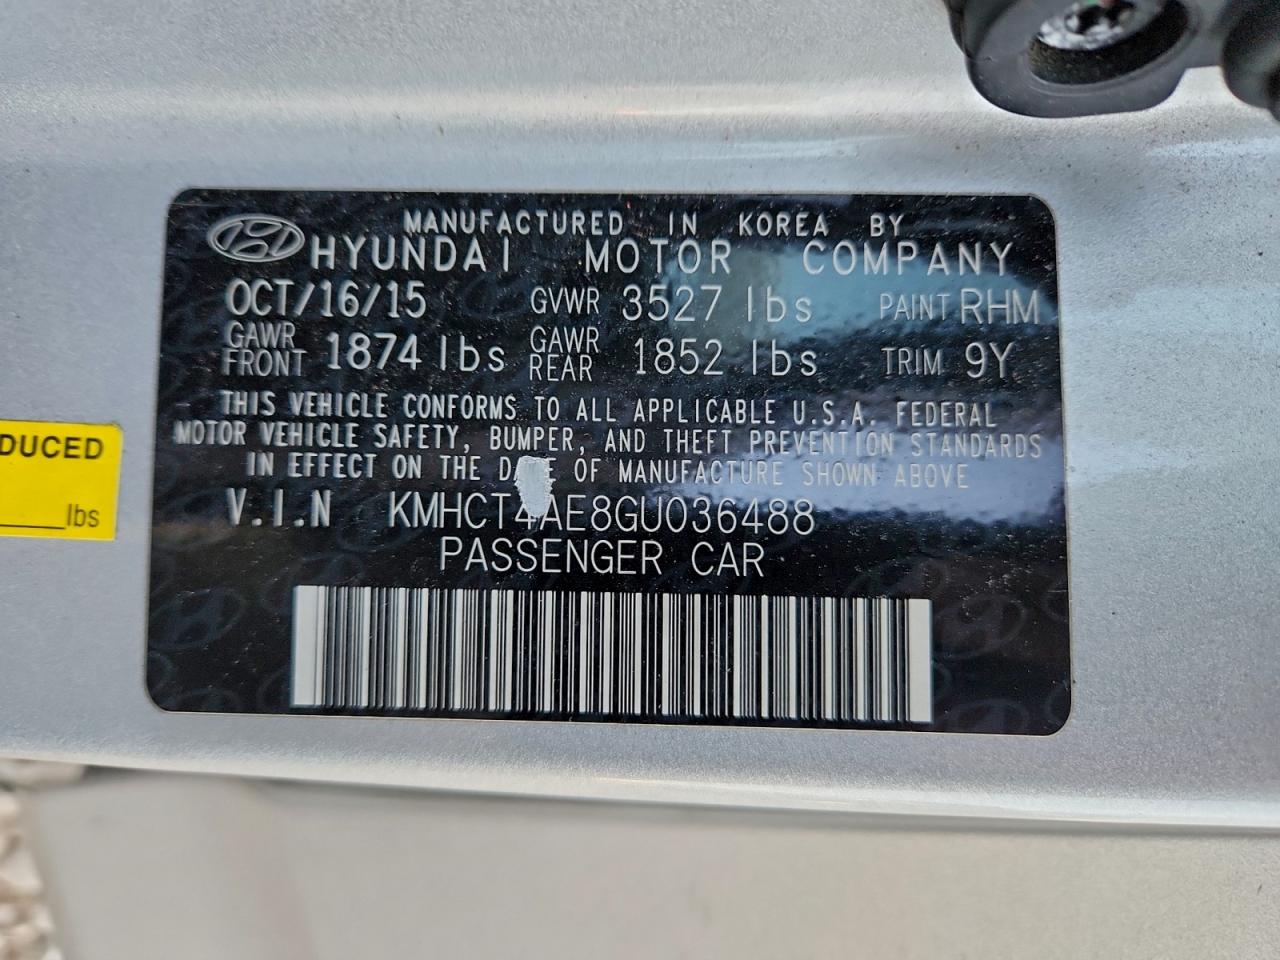 MANUFACTURED IN KOREA BY
HYUNDAI MOTOR COMPANY
OCT/16/15 GVWR 3527 lbs PAINT RHM
GAWR FRONT 1874 lbs GAWR REAR 1852 lbs TRIM 9Y
THIS VEHICLE CONFORMS TO ALL APPLICABLE U.S.A. FEDERAL
MOTOR VEHICLE SAFETY, BUMPER, AND THEFT PREVENTION STANDARDS
IN EFFECT ON THE DATE OF MANUFACTURE SHOWN ABOVE
V.I.N KMHCT4AE8GU036488
PASSENGER CAR
DUCED
____lbs